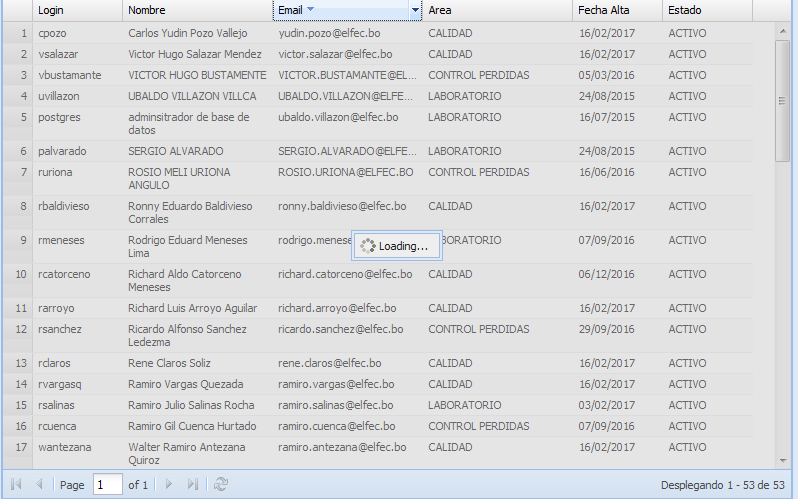 Login Nombre Email Area Fecha Alta Estado
1 cpozo Carlos Yudin Pozo Vallejo yudin.pozo@elfec.bo CALIDAD 16/02/2017 ACTIVO
2 vsalazar Victor Hugo Salazar Mendez victor.salazar@elfec.bo CALIDAD 16/02/2017 ACTIVO
3 vbustamante VICTOR HUGO BUSTAMENTE VICTOR.BUSTAMANTE@EL... CONTROL PERDIDAS 05/03/2016 ACTIVO
4 uvillazon UBALDO VILLAZON VILLCA UBALDO.VILLAZON@ELFE... LABORATORIO 24/08/2015 ACTIVO
5 postgres adminsitrador de base de ubaldo.villazon@elfec.bo LABORATORIO 16/07/2015 ACTIVO
datos
6 palvarado SERGIO ALVARADO SERGIO.ALVARADO@ELFE... LABORATORIO 24/08/2015 ACTIVO
7 ruriona ROSIO MELI URIONA ROSIO.URIONA@ELFEC.BO CONTROL PERDIDAS 16/06/2016 ACTIVO
ANGULO
8 rbaldivieso Ronny Eduardo Baldivieso ronny.baldivieso@elfec.bo CALIDAD 16/02/2017 ACTIVO
Corrales
9 rmeneses Rodrigo Eduard Meneses rodrigo.menese BORATORIO 07/09/2016 ACTIVO
Lima
Loading...
10 rcatorceno Richard Aldo Catorceno richard.catorceno@elfec.bo CALIDAD 06/12/2016 ACTIVO
Meneses
11 rarroyo Richard Luis Arroyo Aguilar richard.arroyo@elfec.bo CALIDAD 16/02/2017 ACTIVO
12 rsanchez Ricardo Alfonso Sanchez ricardo.sanchez@elfec.bo CONTROL PERDIDAS 29/09/2016 ACTIVO
Ledezma
13 rclaros Rene Claros Soliz rene.claros@elfec.bo CALIDAD 16/02/2017 ACTIVO
14 rvargasq Ramiro Vargas Quezada ramiro.vargas@elfec.bo CALIDAD 16/02/2017 ACTIVO
15 rsalinas Ramiro Julio Salinas Rocha ramiro.salinas@elfec.bo LABORATORIO 03/02/2017 ACTIVO
16 rcuenca Ramiro Gil Cuenca Hurtado ramiro.cuenca@elfec.bo CONTROL PERDIDAS 07/09/2016 ACTIVO
17 wantezana Walter Ramiro Antezana ramiro.antezana@elfec.bo CALIDAD 16/02/2017 ACTIVO
Quiroz
Page 1 of 1 Desplegando 1 - 53 de 53